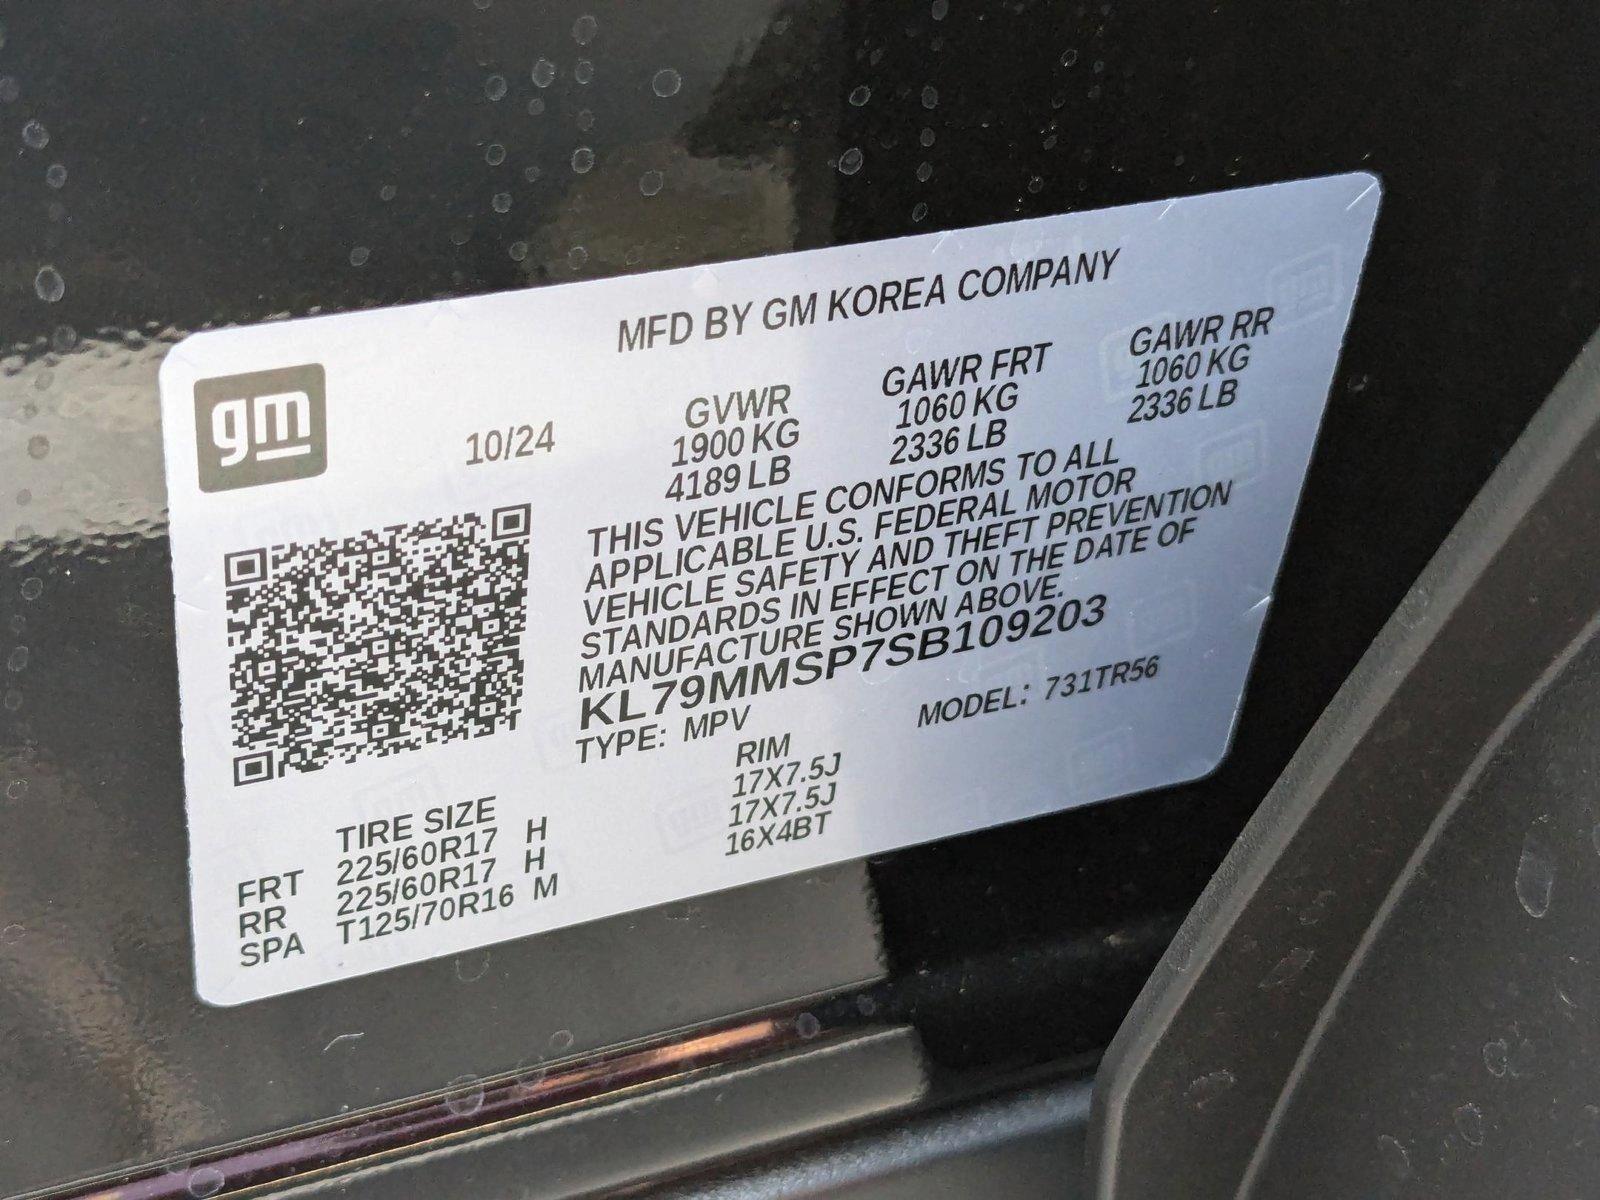 MFD BY GM KOREA COMPANY
gm
10/24
GVWR GAWR FRT GAWR RR
1900 KG 1060 KG 1060 KG
4189 LB 2336 LB 2336 LB
THIS VEHICLE CONFORMS TO ALL
APPLICABLE U.S. FEDERAL MOTOR
VEHICLE SAFETY AND THEFT PREVENTION
STANDARDS IN EFFECT ON THE DATE OF
MANUFACTURE SHOWN ABOVE.
KL79MMSP7SB109203
TYPE: MPV MODEL: 731TR56
TIRE SIZE RIM
FRT 225/60R17 H 17X7.5J
RR 225/60R17 H 17X7.5J
SPA T125/70R16 M 16X4BT